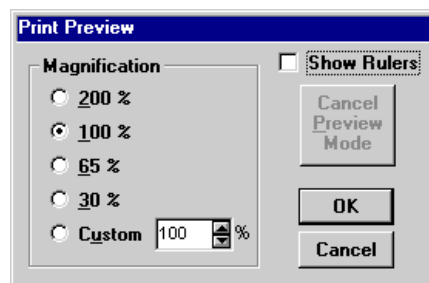 Print Preview
Magnification
200 %
100 %
65 %
30 %
Custom 100 %
Show Rulers
Cancel
Preview
Mode
OK
Cancel